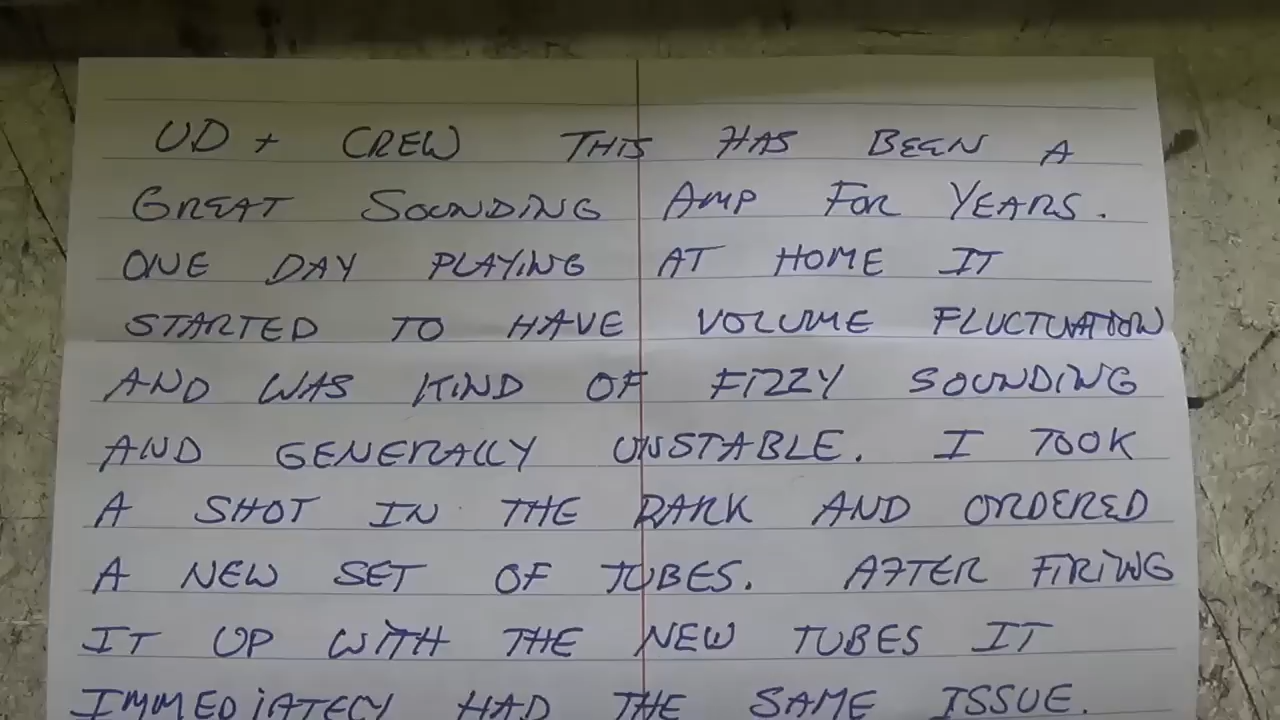 UD + CREW THIS HAS BEEN A
GREAT SOUNDING AMP FOR YEARS.
ONE DAY PLAYING AT HOME IT
STARTED TO HAVE VOLUME FLUCTUATION
AND WAS KIND OF FIZZY SOUNDING
AND GENERALLY UNSTABLE. I TOOK
A SHOT IN THE DARK AND ORDERED
A NEW SET OF TUBES. AFTER FIRING
IT UP WITH THE NEW TUBES IT
IMMEDIATELY HAD THE SAME ISSUE.